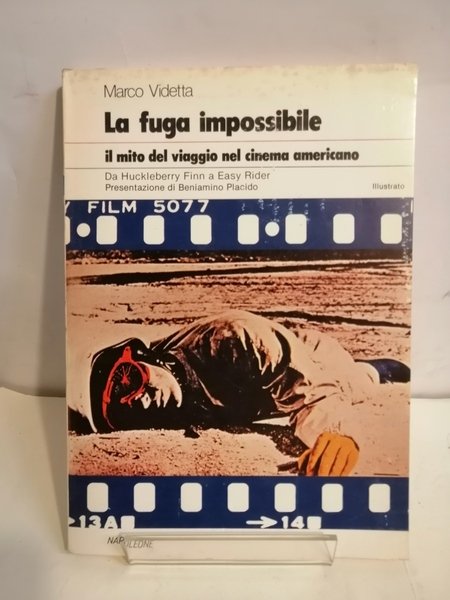 Marco Videtta
La fuga impossibile
il mito del viaggio nel cinema americano
Da Huckleberry Finn a Easy Rider
Presentazione di Beniamino Placido
Illustrato
FILM 5077
13A
14
NAPOLEONE